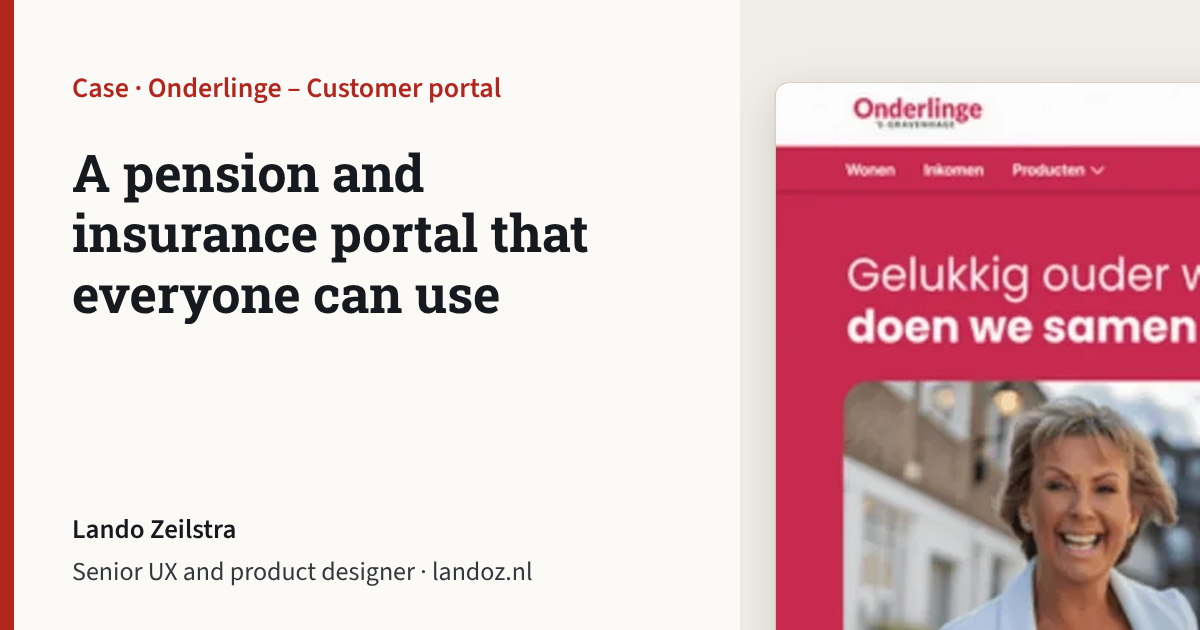 Case · Onderlinge – Customer portal
A pension and
insurance portal that
everyone can use
Lando Zeilstra
Senior UX and product designer · landoz.nl
Onderlinge
'S-GRAVENHAGE
Wonen Inkomen Producten
Gelukkig ouder w
doen we samen